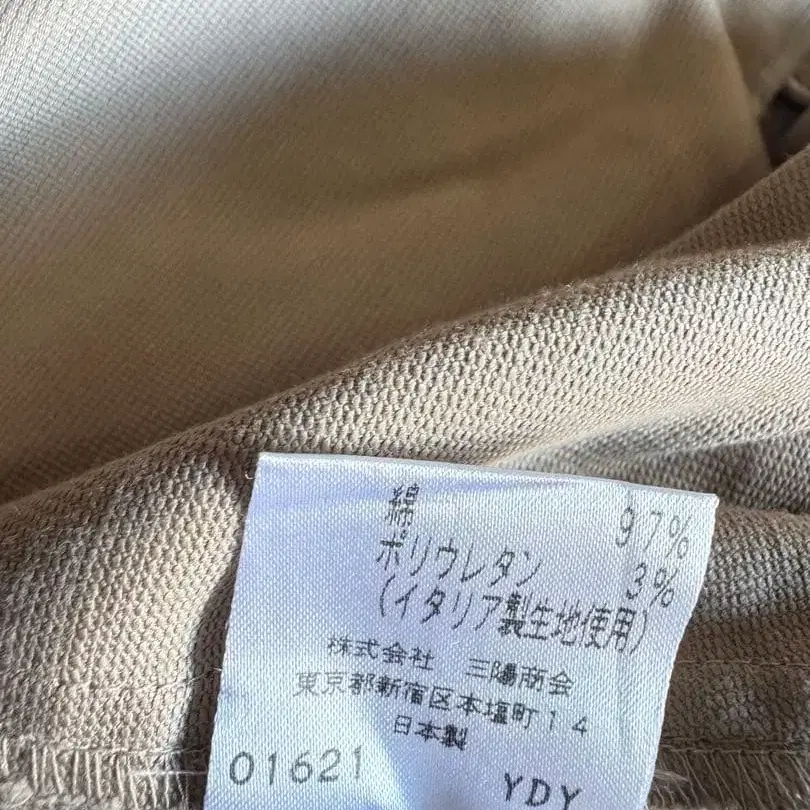 綿 97%
ポリウレタン 3%
(イタリア製生地使用)
株式会社 三陽商会
東京都新宿区本塩町14
日本製
01621 YDY